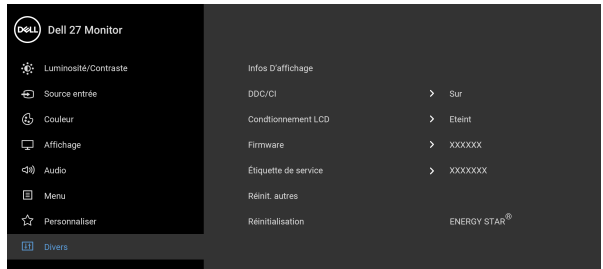 DELL Dell 27 Monitor
Luminosité/Contraste
Infos D'affichage
Source entrée
DDC/CI > Sur
Couleur
Condtionnement LCD > Eteint
Affichage
Firmware > XXXXXX
Audio
Étiquette de service > XXXXXXX
Menu
Réinit. autres
Personnaliser
Réinitialisation ENERGY STAR®
Divers